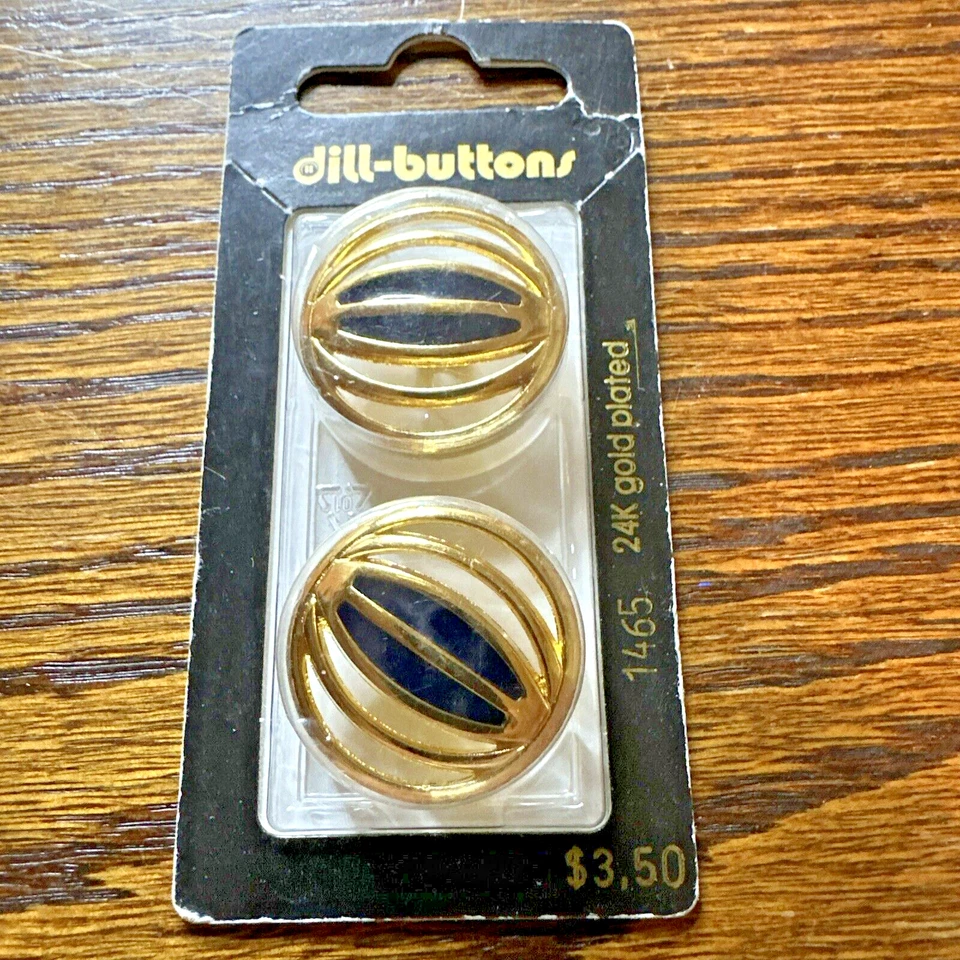 dill-buttons
1465 24K gold plated
$3,50